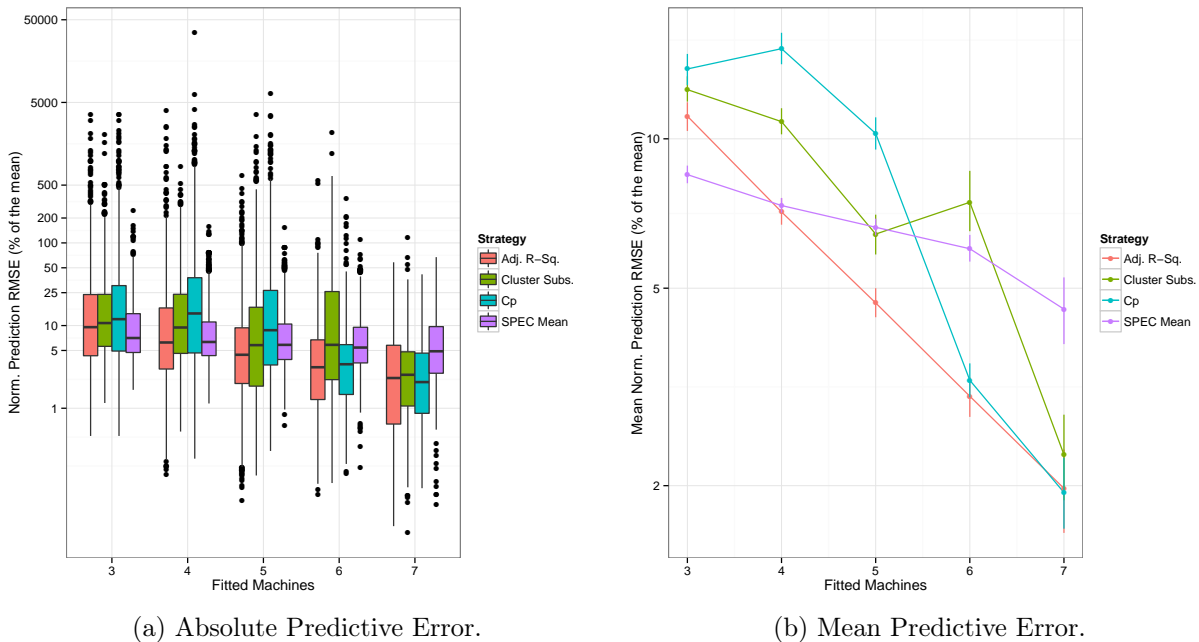 50000
5000
500
200
100
50
25
10
5
1
Norm. Prediction RMSE (% of the mean)
3 4 5 6 7
Fitted Machines
Strategy
Adj. R−Sq.
Cluster Subs.
Cp
SPEC Mean
(a) Absolute Predictive Error.
10
5
2
Mean Norm. Prediction RMSE (% of the mean)
3 4 5 6 7
Fitted Machines
Strategy
Adj. R−Sq.
Cluster Subs.
Cp
SPEC Mean
(b) Mean Predictive Error.